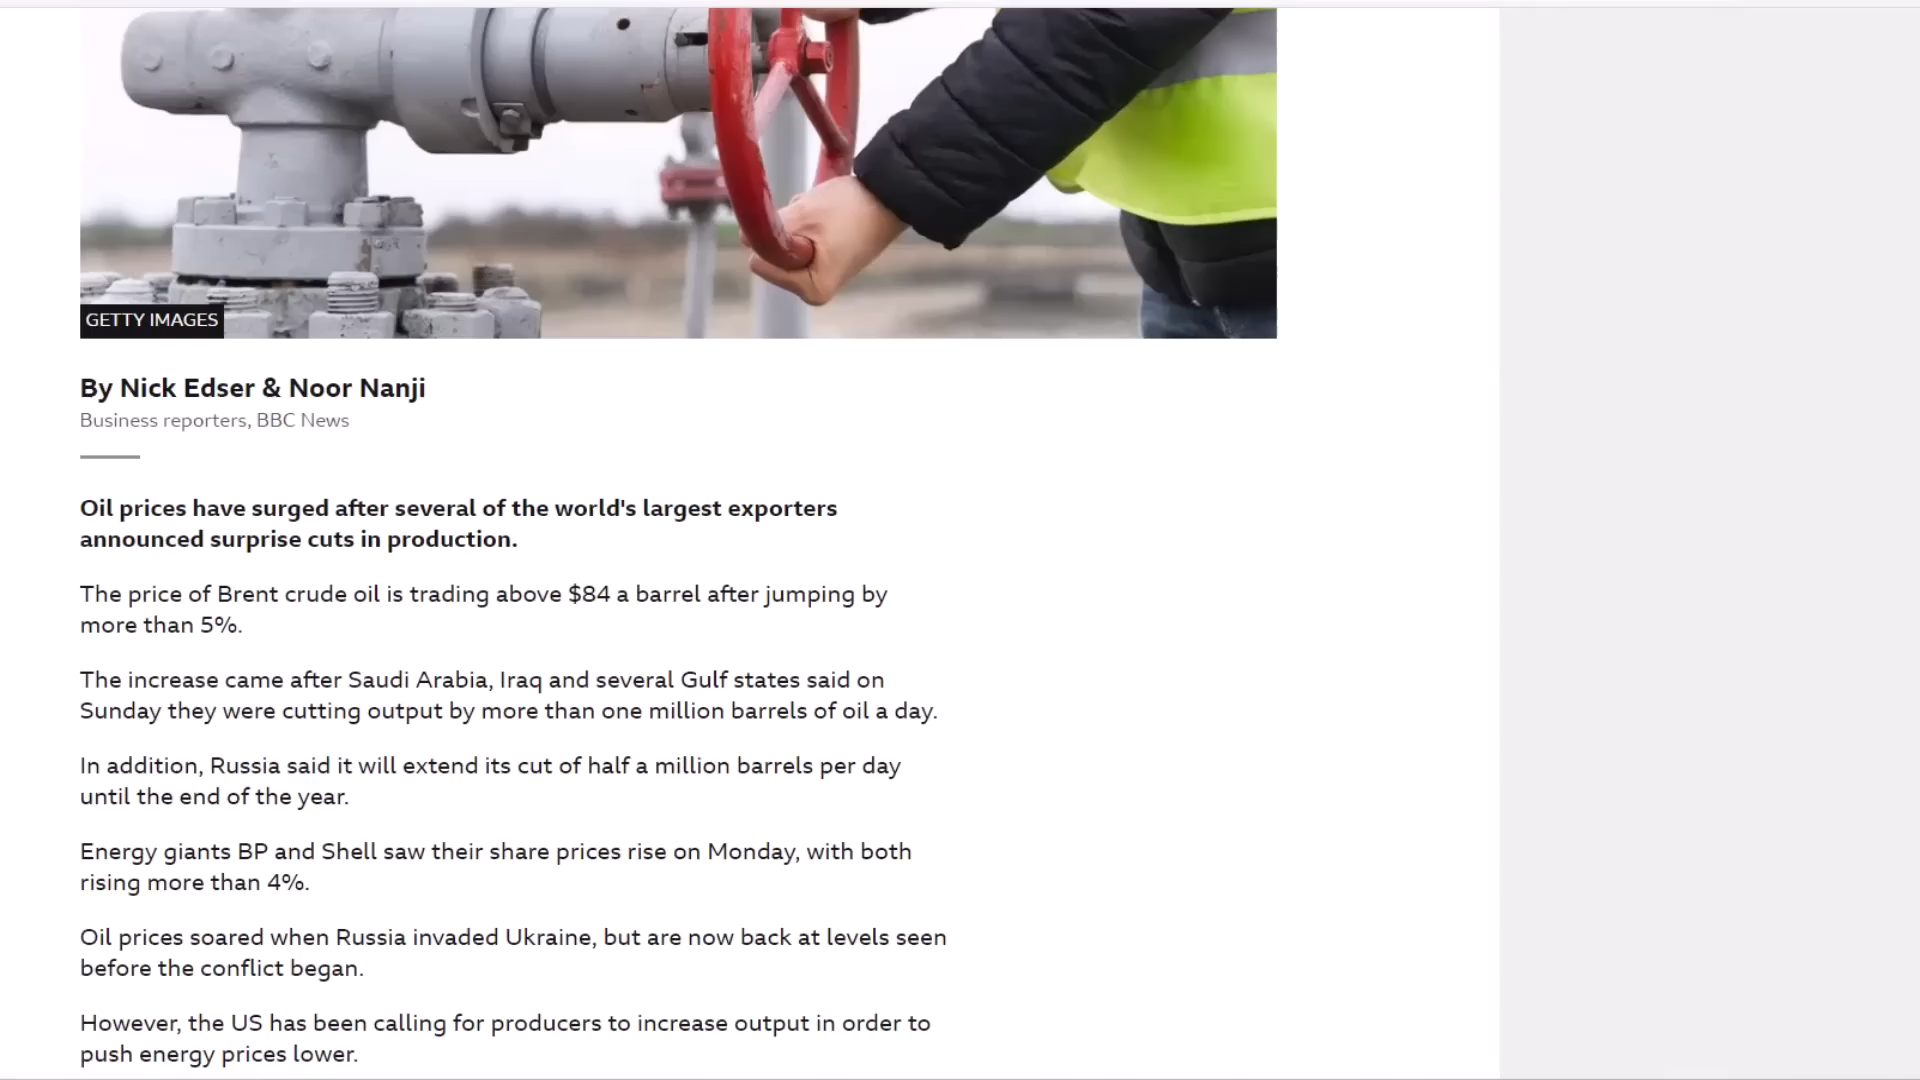 GETTY IMAGES
By Nick Edser & Noor Nanji
Business reporters, BBC News
Oil prices have surged after several of the world's largest exporters
announced surprise cuts in production.
The price of Brent crude oil is trading above $84 a barrel after jumping by
more than 5%.
The increase came after Saudi Arabia, Iraq and several Gulf states said on
Sunday they were cutting output by more than one million barrels of oil a day.
In addition, Russia said it will extend its cut of half a million barrels per day
until the end of the year.
Energy giants BP and Shell saw their share prices rise on Monday, with both
rising more than 4%.
Oil prices soared when Russia invaded Ukraine, but are now back at levels seen
before the conflict began.
However, the US has been calling for producers to increase output in order to
push energy prices lower.